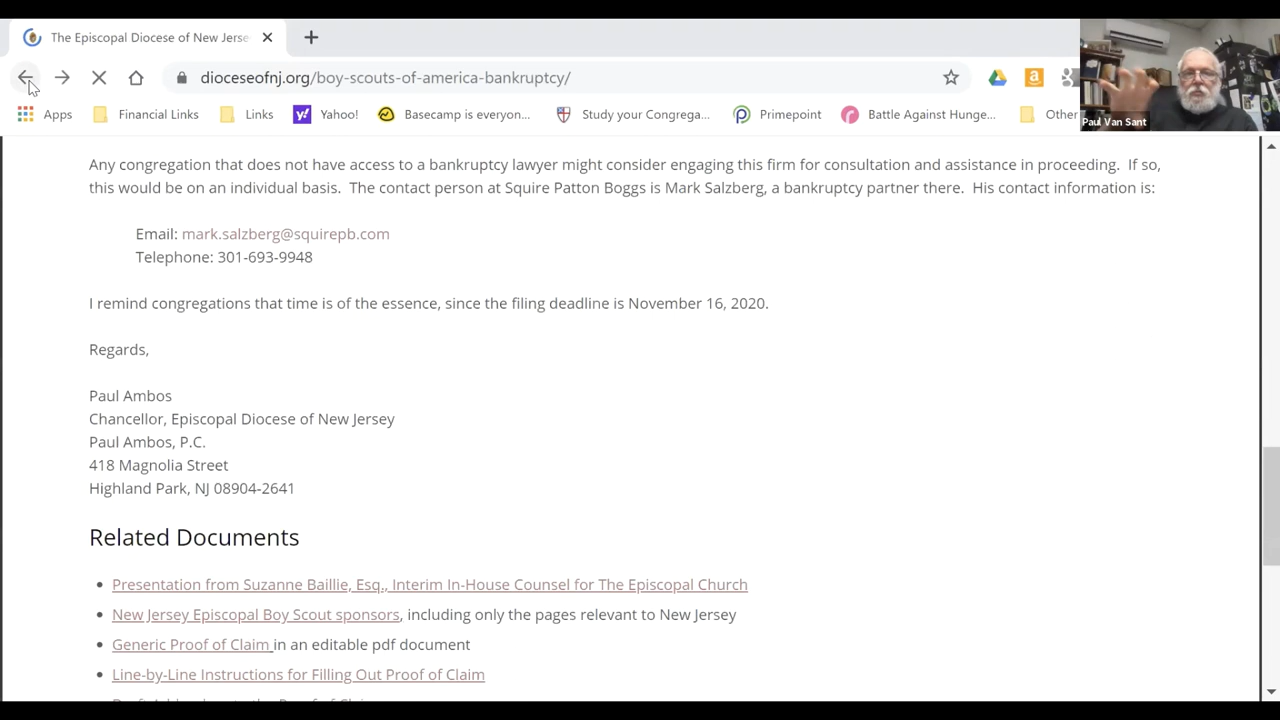 The Episcopal Diocese of New Jerse
dioceseofnj.org/boy-scouts-of-america-bankruptcy/
Paul Van Sant
Apps Financial Links Links Yahoo! Basecamp is everyon... Study your Congrega... Primepoint Battle Against Hunge... Other
Any congregation that does not have access to a bankruptcy lawyer might consider engaging this firm for consultation and assistance in proceeding. If so,
this would be on an individual basis. The contact person at Squire Patton Boggs is Mark Salzberg, a bankruptcy partner there. His contact information is:
Email: mark.salzberg@squirepb.com
Telephone: 301-693-9948
I remind congregations that time is of the essence, since the filing deadline is November 16, 2020.
Regards,
Paul Ambos
Chancellor, Episcopal Diocese of New Jersey
Paul Ambos, P.C.
418 Magnolia Street
Highland Park, NJ 08904-2641
Related Documents
• Presentation from Suzanne Baillie, Esq., Interim In-House Counsel for The Episcopal Church
• New Jersey Episcopal Boy Scout sponsors, including only the pages relevant to New Jersey
• Generic Proof of Claim in an editable pdf document
• Line-by-Line Instructions for Filling Out Proof of Claim